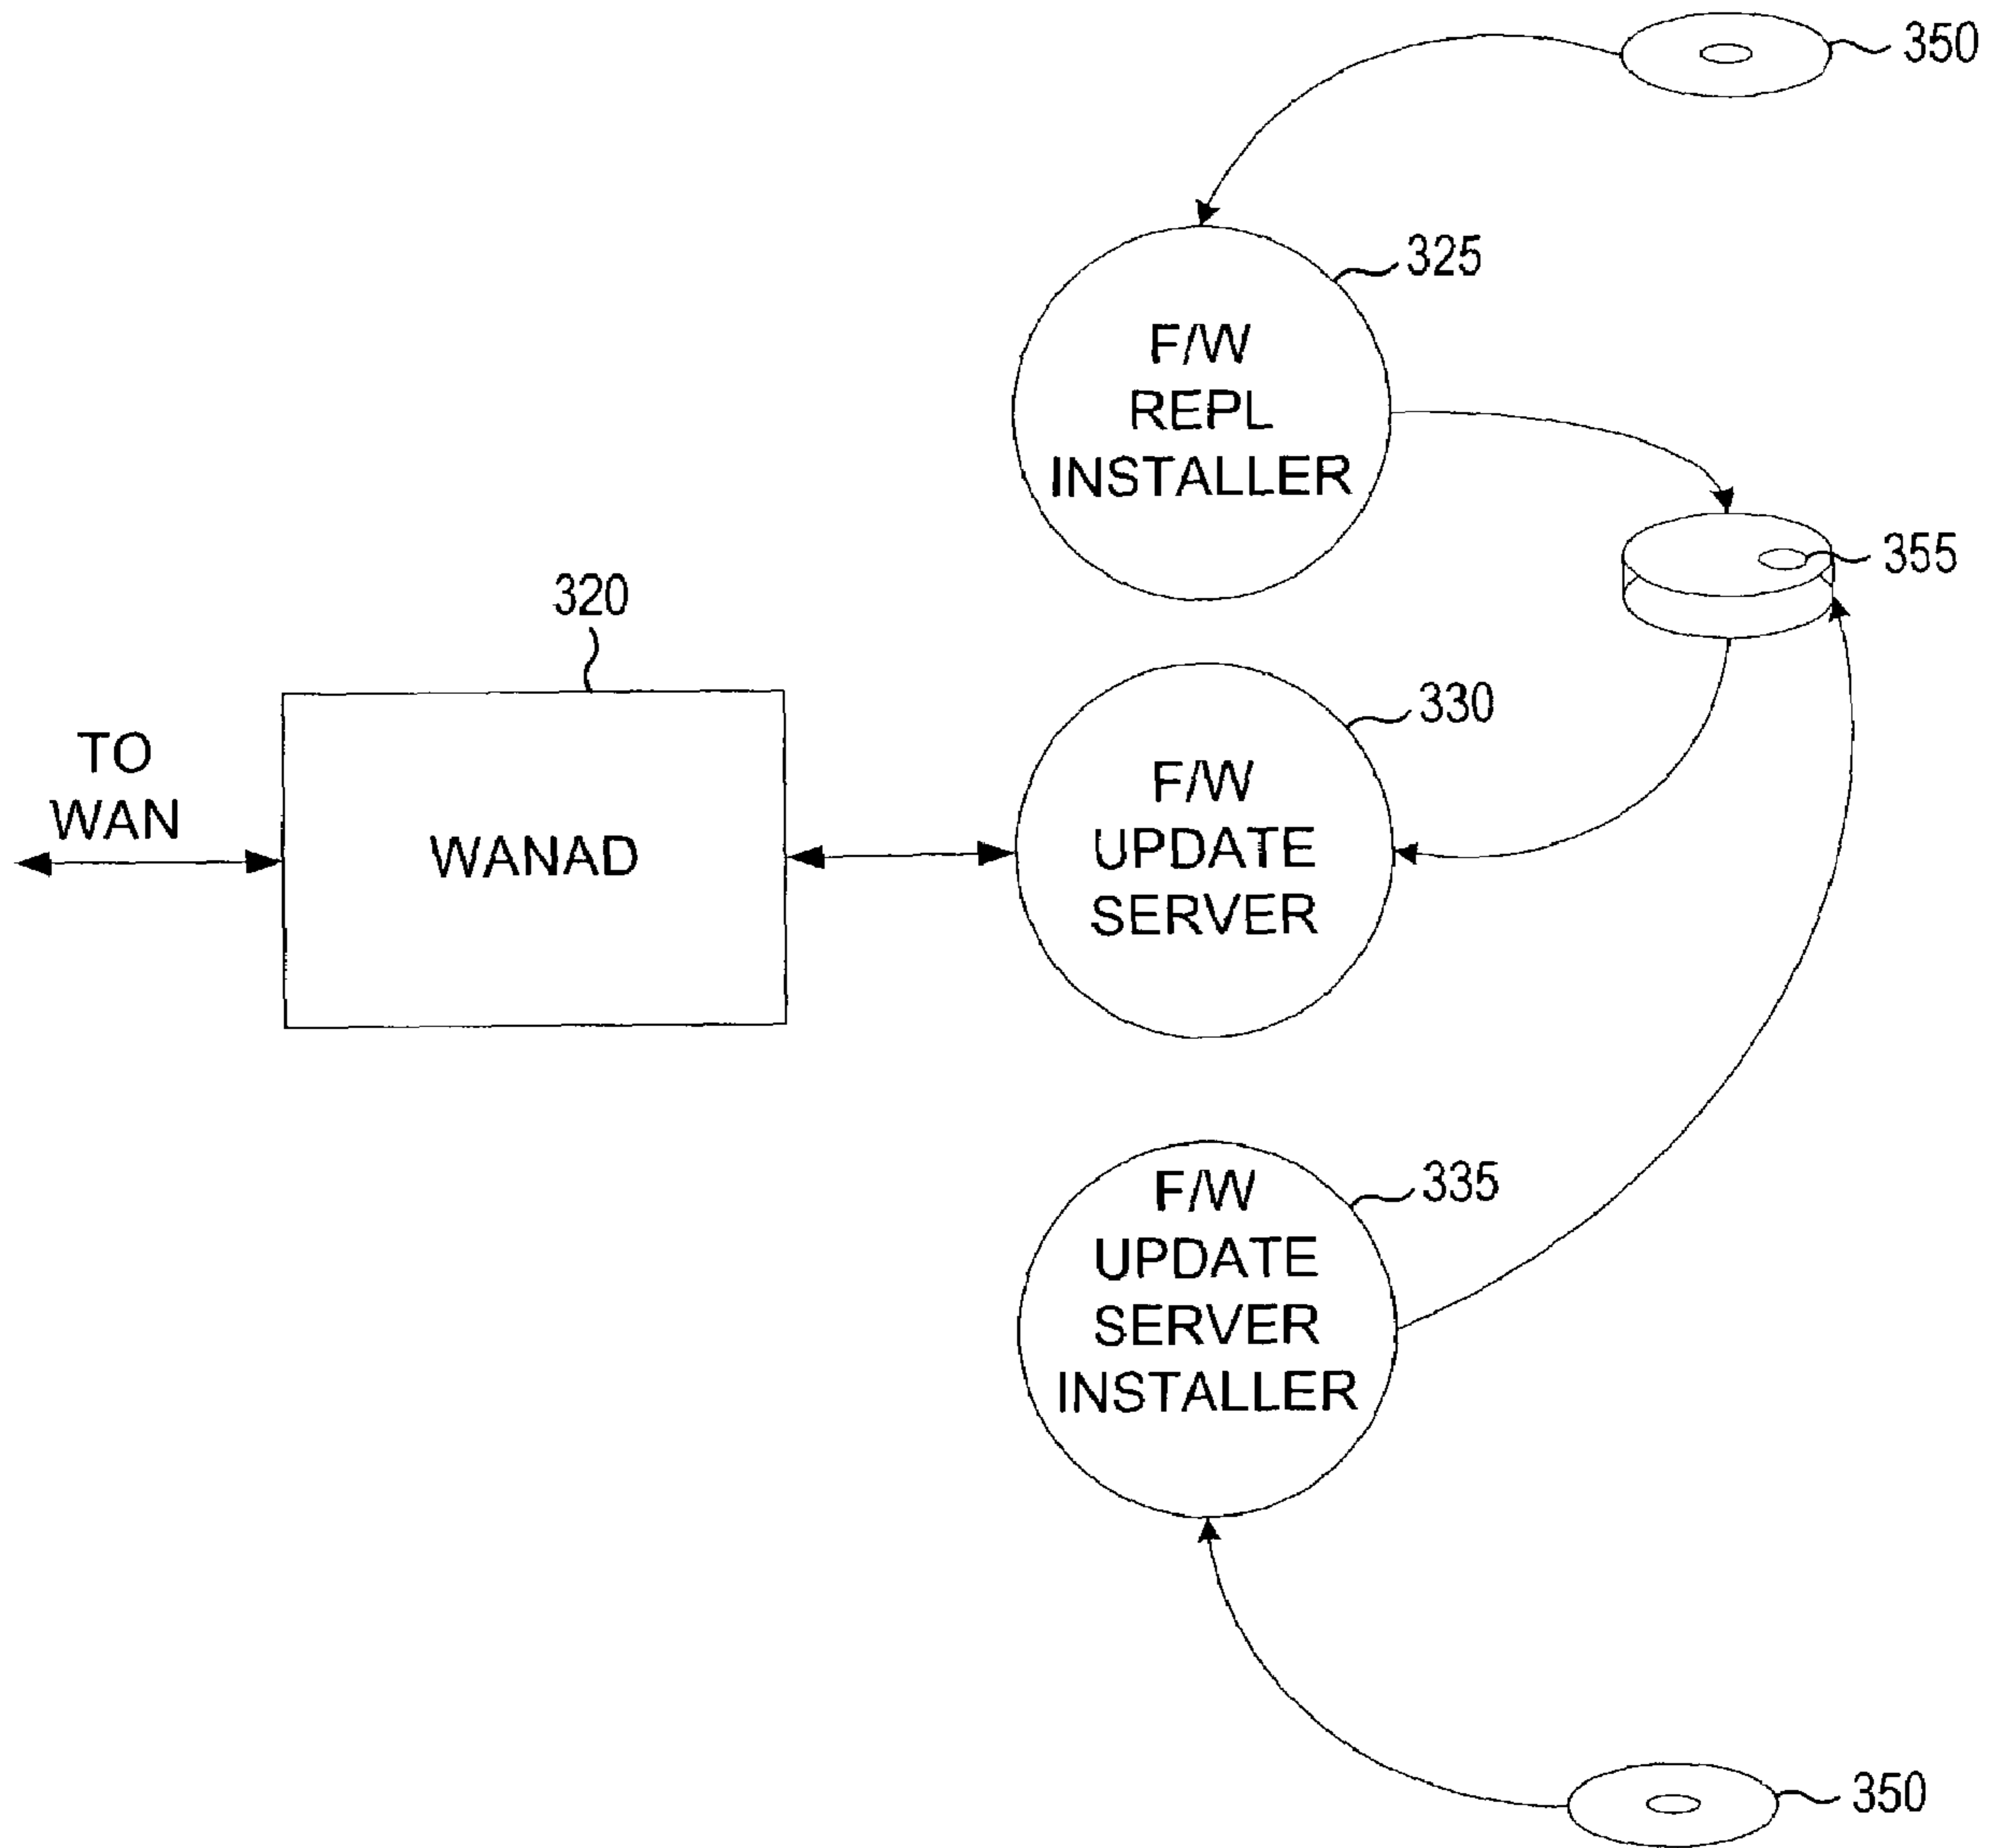 350
325
F/W
REPL
INSTALLER
355
320
330
TO
WAN
WANAD
F/W
UPDATE
SERVER
335
F/W
UPDATE
SERVER
INSTALLER
350